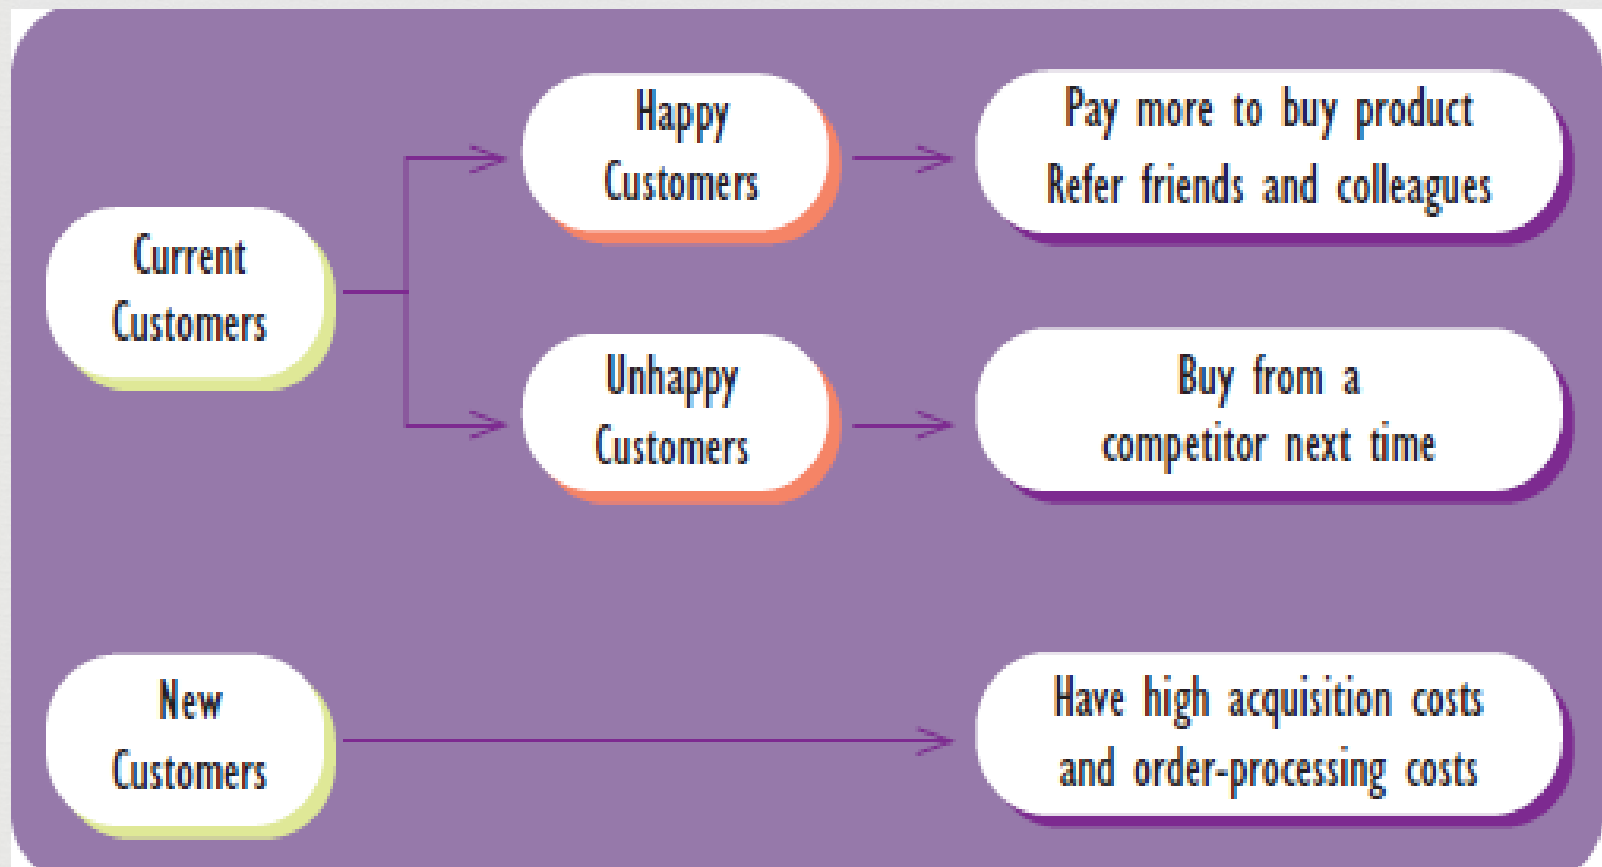 Happy
Customers
Pay more to buy product
Refer friends and colleagues
Current
Customers
Unhappy
Customers
Buy from a
competitor next time
New
Customers
Have high acquisition costs
and order-processing costs